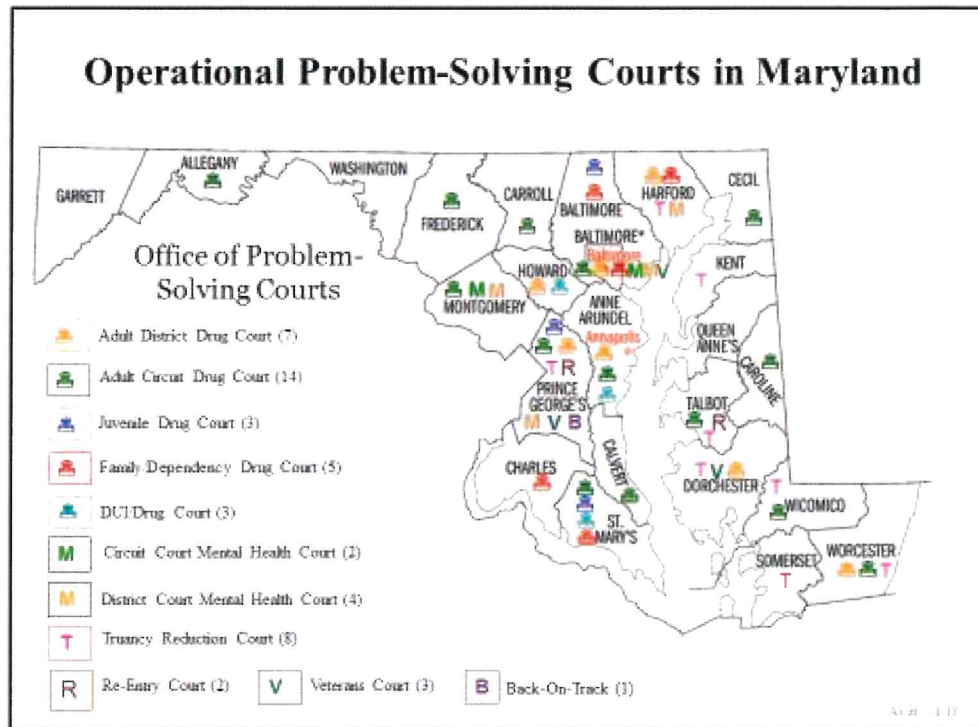 Operational Problem-Solving Courts in Maryland
GARRETT
ALLEGANY
WASHINGTON
FREDERICK
CARROLL
BALTIMORE
HARFORD
T M
CECIL
BALTIMORE*
Baltimore
M M V
HOWARD
MONTGOMERY
M M
KENT
T
ANNE
ARUNDEL
Annapolis
QUEEN
ANNE'S
CAROLINE
T R
PRINCE
GEORGE'S
M V B
TALBOT
R
T
CHARLES
CALVERT
ST.
MARY'S
T V
DORCHESTER
T
WICOMICO
SOMERSET
T
WORCESTER
T
Office of Problem-
Solving Courts
Adult District Drug Court (7)
Adult Circuit Drug Court (14)
Juvenile Drug Court (3)
Family/Dependency Drug Court (5)
DUI/Drug Court (3)
M Circuit Court Mental Health Court (2)
M District Court Mental Health Court (4)
T Truancy Reduction Court (8)
R Re-Entry Court (2) V Veterans Court (3) B Back-On-Track (1)